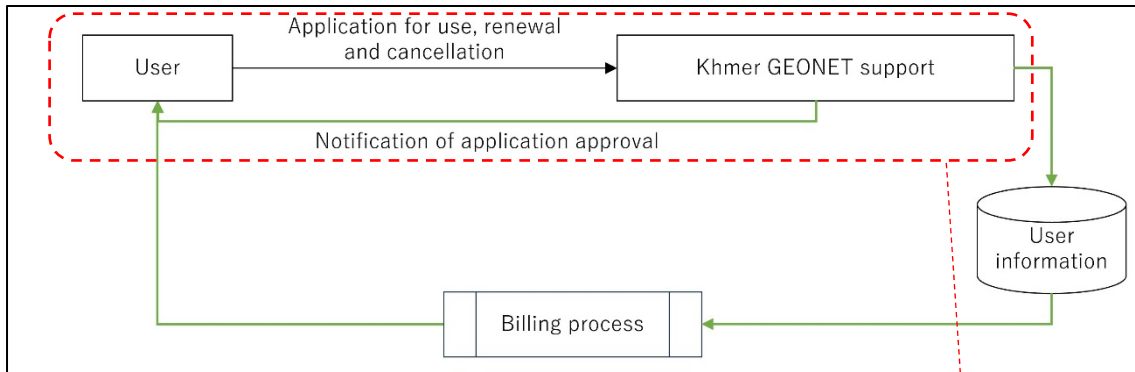 Application for use, renewal
and cancellation
User
Khmer GEONET support
Notification of application approval
User
information
Billing process